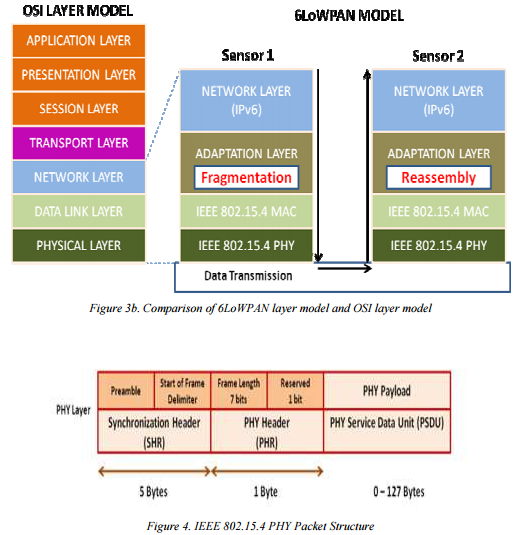 OSI LAYER MODEL
6LoWPAN MODEL
APPLICATION LAYER
PRESENTATION LAYER
SESSION LAYER
TRANSPORT LAYER
NETWORK LAYER
DATA LINK LAYER
PHYSICAL LAYER
Sensor 1
NETWORK LAYER
(IPv6)
ADAPTATION LAYER
Fragmentation
IEEE 802.15.4 MAC
IEEE 802.15.4 PHY
Sensor 2
NETWORK LAYER
(IPv6)
ADAPTATION LAYER
Reassembly
IEEE 802.15.4 MAC
IEEE 802.15.4 PHY
Data Transmission
Figure 3b. Comparison of 6LoWPAN layer model and OSI layer model
PHY Layer
Preamble
Start of Frame
Delimiter
Frame Length
7 bits
Reserved
1 bit
PHY Payload
Synchronization Header
(SHR)
PHY Header
(PHR)
PHY Service Data Unit (PSDU)
5 Bytes
1 Byte
0 – 127 Bytes
Figure 4. IEEE 802.15.4 PHY Packet Structure